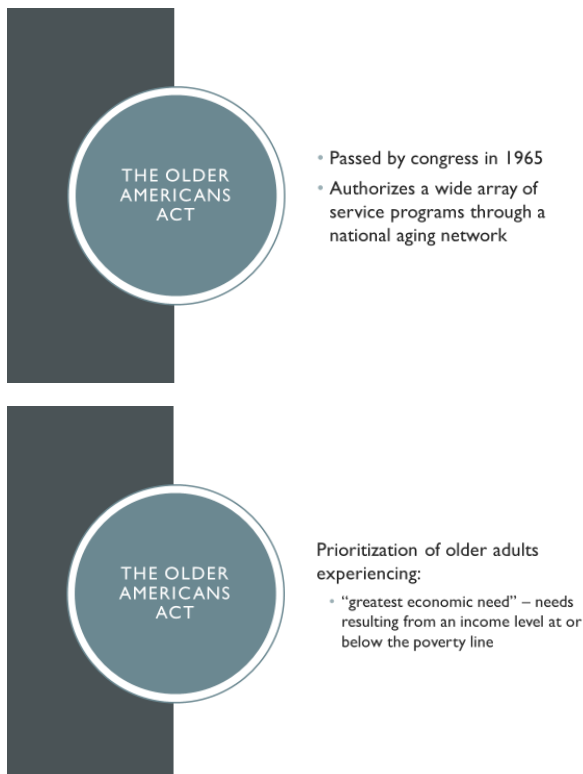 THE OLDER
AMERICANS
ACT
• Passed by congress in 1965
• Authorizes a wide array of
service programs through a
national aging network
THE OLDER
AMERICANS
ACT
Prioritization of older adults
experiencing:
• “greatest economic need” – needs
resulting from an income level at or
below the poverty line